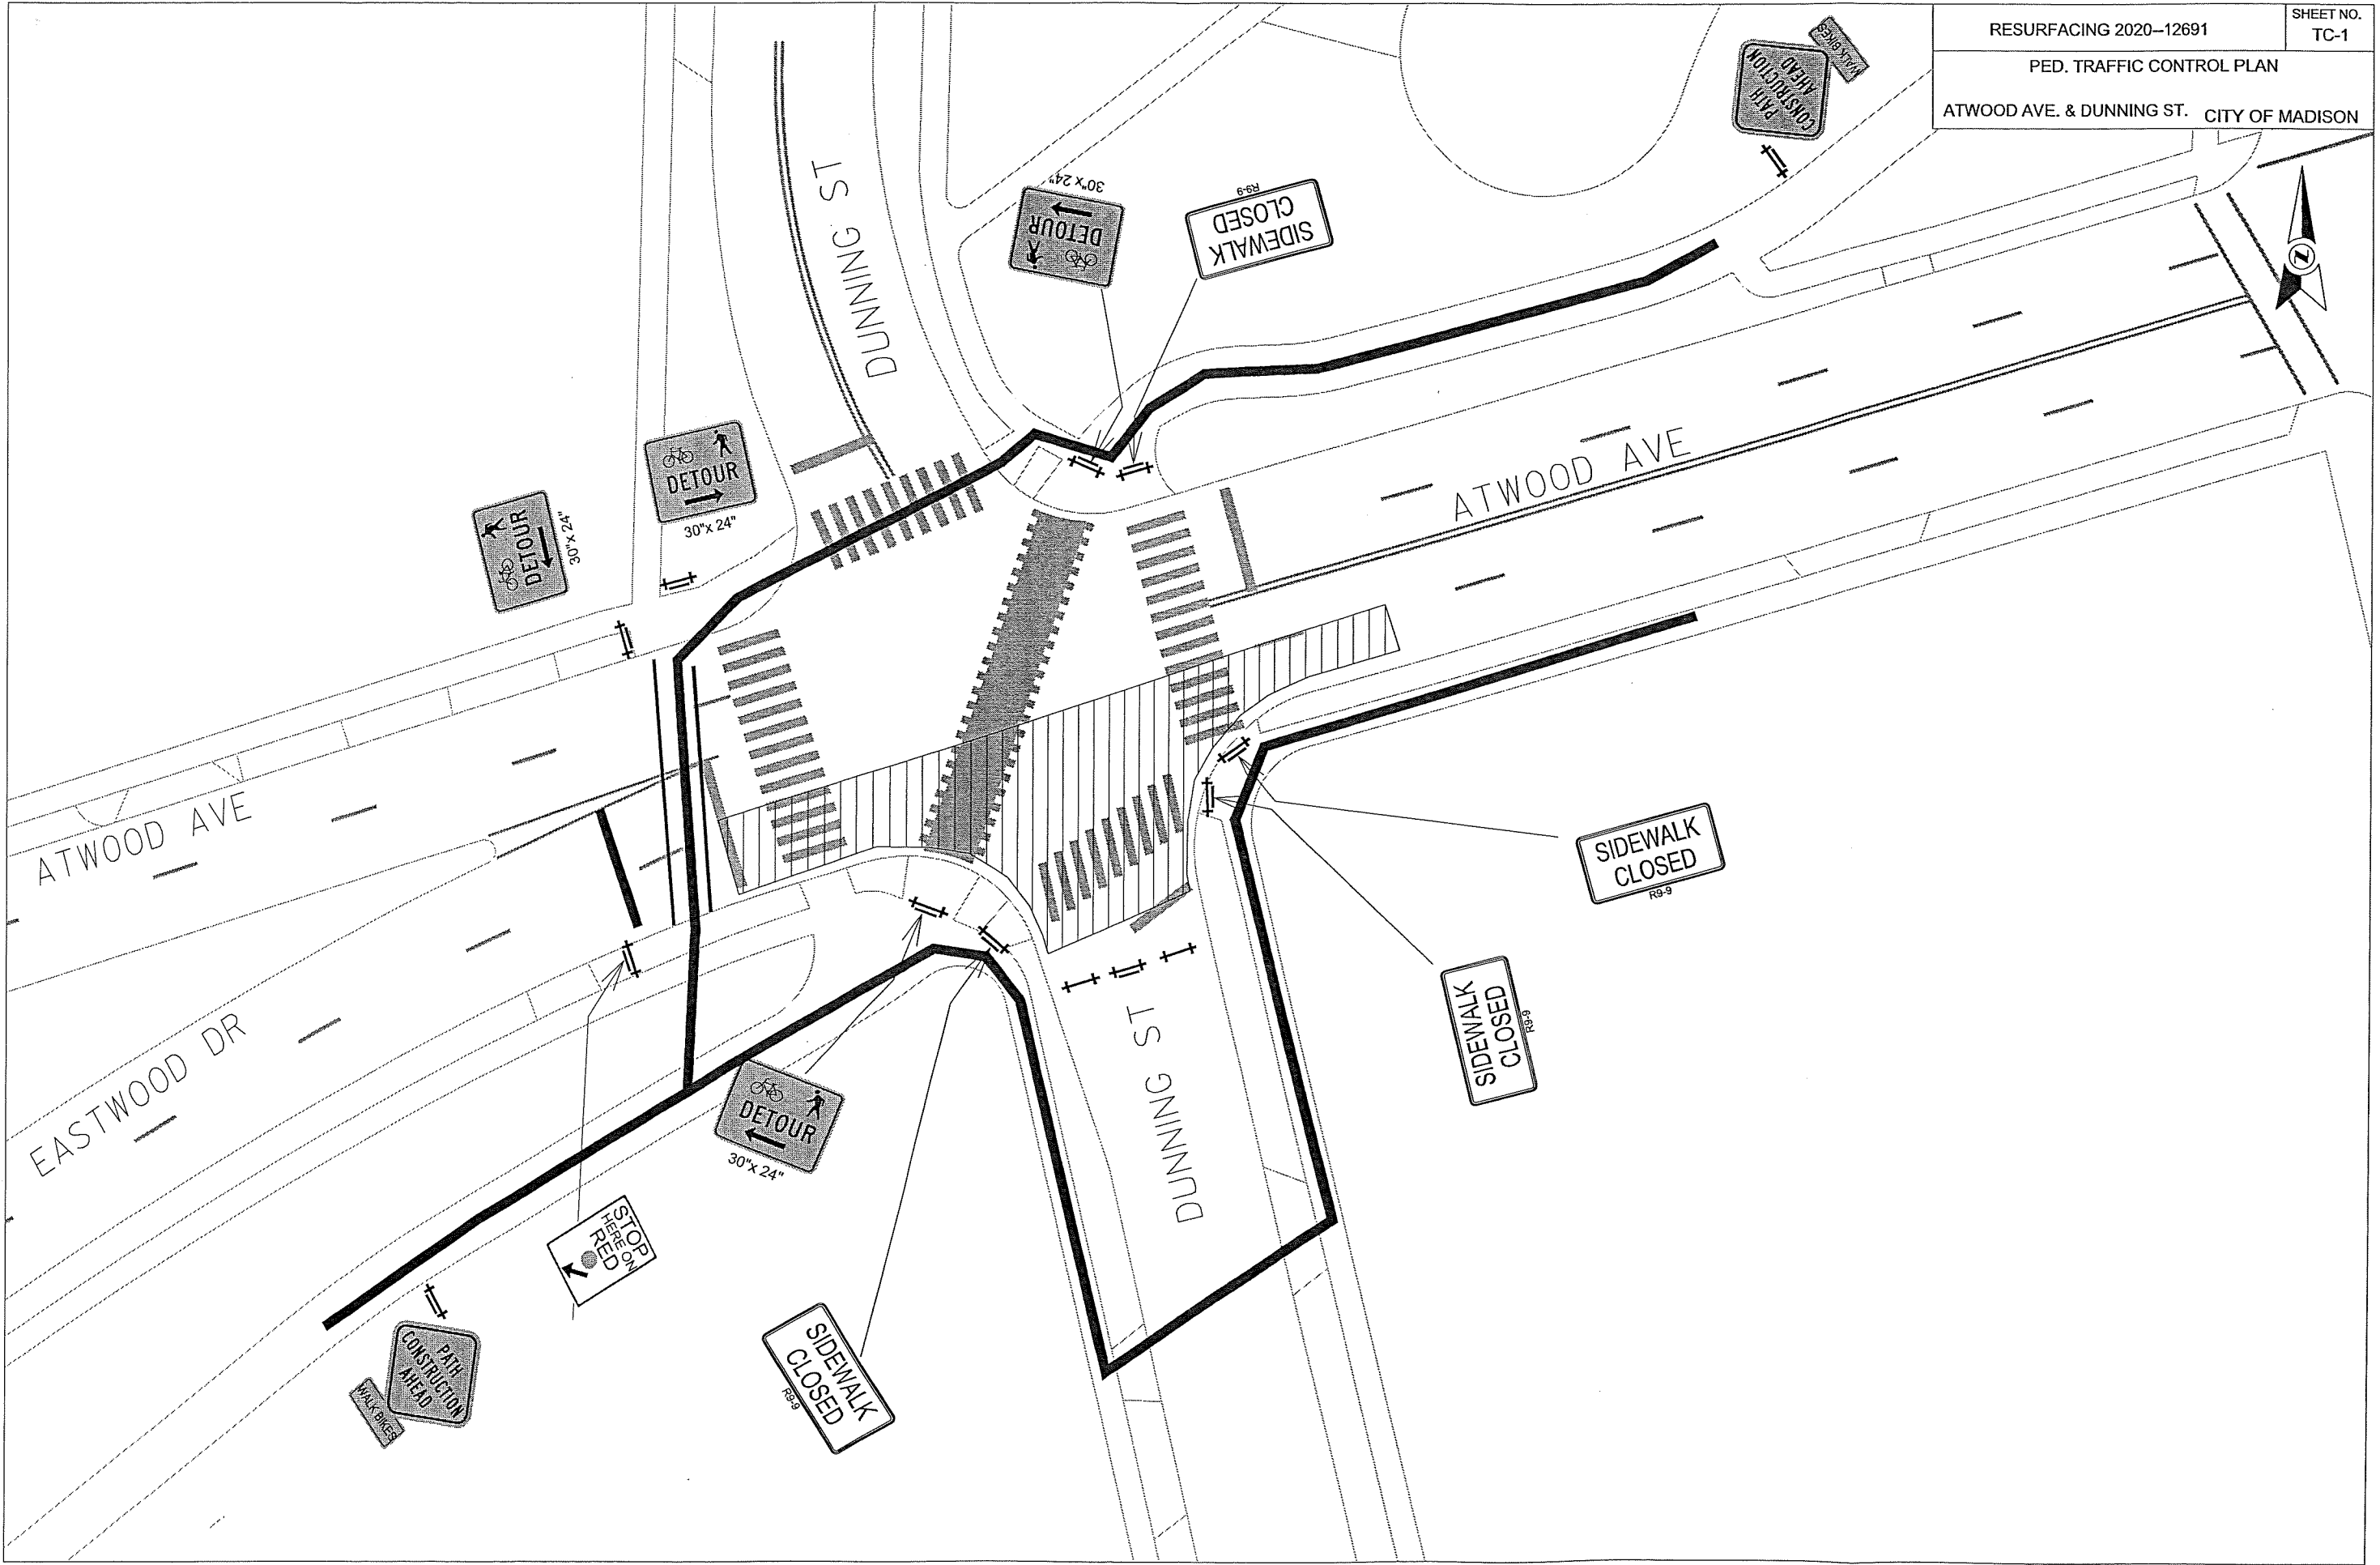 RESURFACING 2020-12691
SHEET NO.
TC-1
PED. TRAFFIC CONTROL PLAN
ATWOOD AVE. & DUNNING ST.
CITY OF MADISON
WALK BIKES
PATH
CONSTRUCTION
AHEAD
DUNNING ST
30"x 24"
DETOUR
R9-9
SIDEWALK
CLOSED
DETOUR
30"x 24"
DETOUR
30"x 24"
ATWOOD AVE
ATWOOD AVE
EASTWOOD DR
SIDEWALK
CLOSED
R9-9
SIDEWALK
CLOSED
R9-9
DUNNING ST
DETOUR
30"x 24"
STOP
HERE ON
RED
SIDEWALK
CLOSED
R9-9
PATH
CONSTRUCTION
AHEAD
WALK BIKES
N